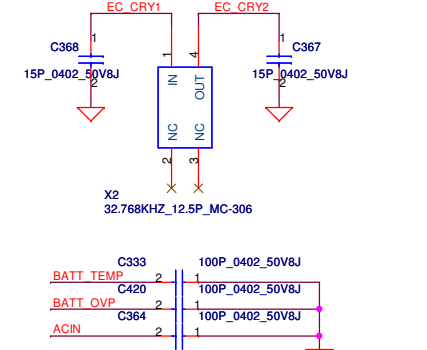 EC_CRY1 EC_CRY2
1 1 4 1
C368 C367
IN OUT
15P_0402_50V8J 15P_0402_50V8J
2 2
NC NC
2 3
X2
32.768KHZ_12.5P_MC-306
C333 100P_0402_50V8J
BATT_TEMP 2 1
C420 100P_0402_50V8J
BATT_OVP 2 1
C364 100P_0402_50V8J
ACIN 2 1